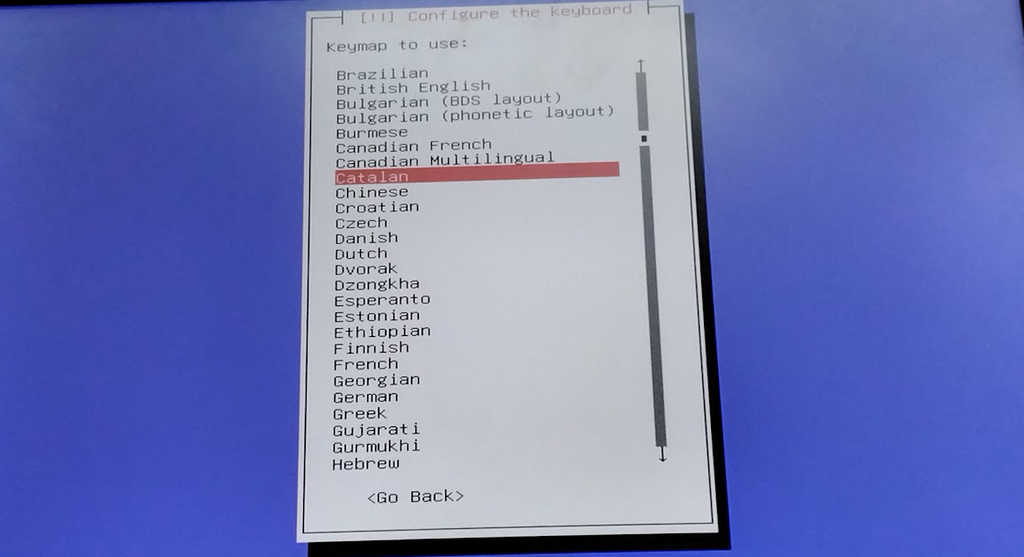 [!!] Configure the keyboard
Keymap to use:
Brazilian
British English
Bulgarian (BDS layout)
Bulgarian (phonetic layout)
Burmese
Canadian French
Canadian Multilingual
Catalan
Chinese
Croatian
Czech
Danish
Dutch
Dvorak
Dzongkha
Esperanto
Estonian
Ethiopian
Finnish
French
Georgian
German
Greek
Gujarati
Gurmukhi
Hebrew
<Go Back>